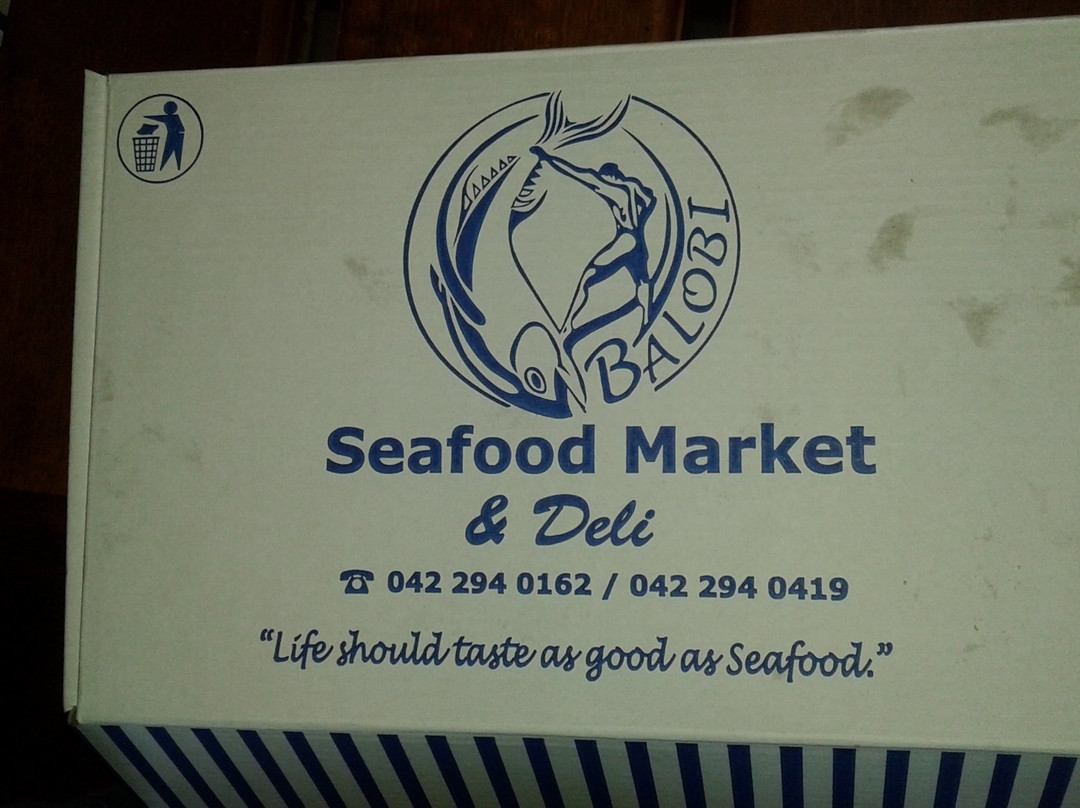 BALOBI
Seafood Market
& Deli
☎ 042 294 0162 / 042 294 0419
“Life should taste as good as Seafood.”